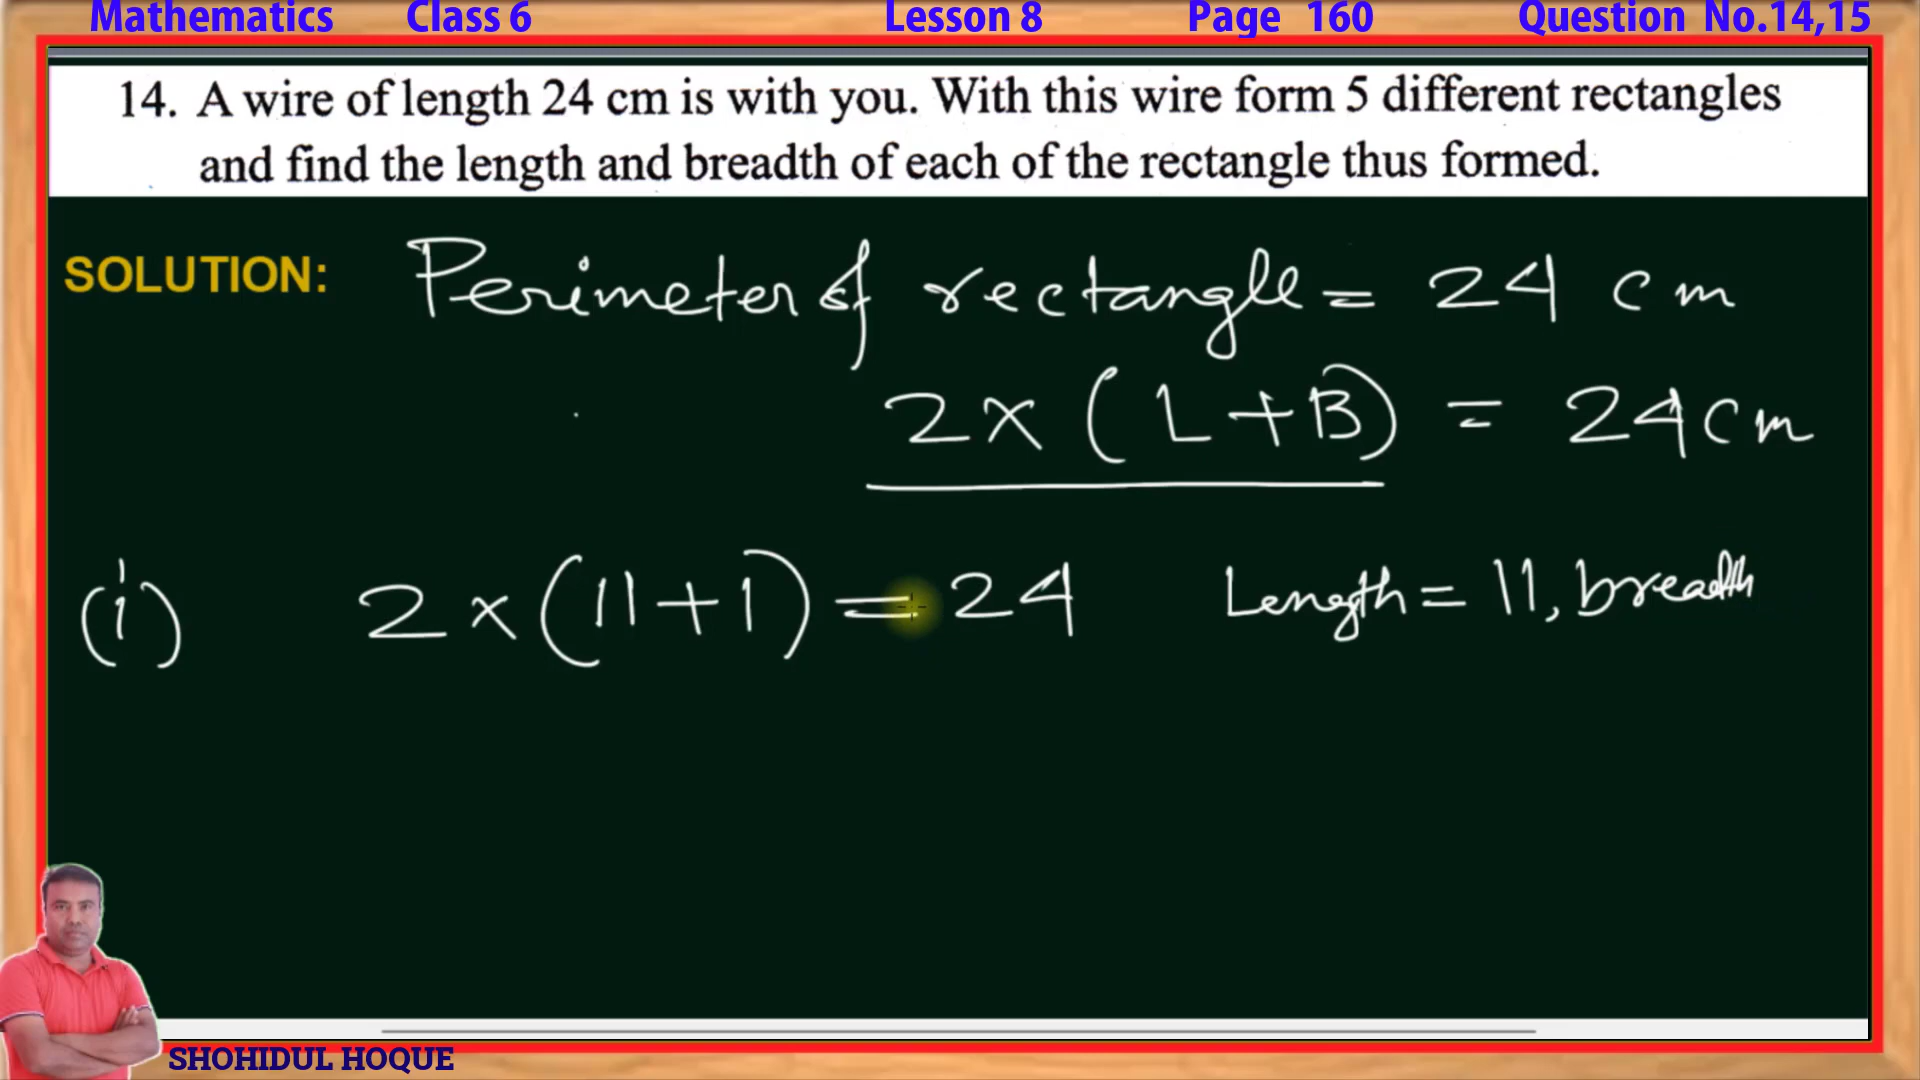 Mathematics Class 6 Lesson 8 Page 160 Question No.14,15
14. A wire of length 24 cm is with you. With this wire form 5 different rectangles
and find the length and breadth of each of the rectangle thus formed.
SOLUTION: Perimeter of rectangle = 24 cm
2 × (L+B) = 24 cm
(i) 2 × (11+1) = 24 Length = 11, breadth
SHOHIDUL HOQUE